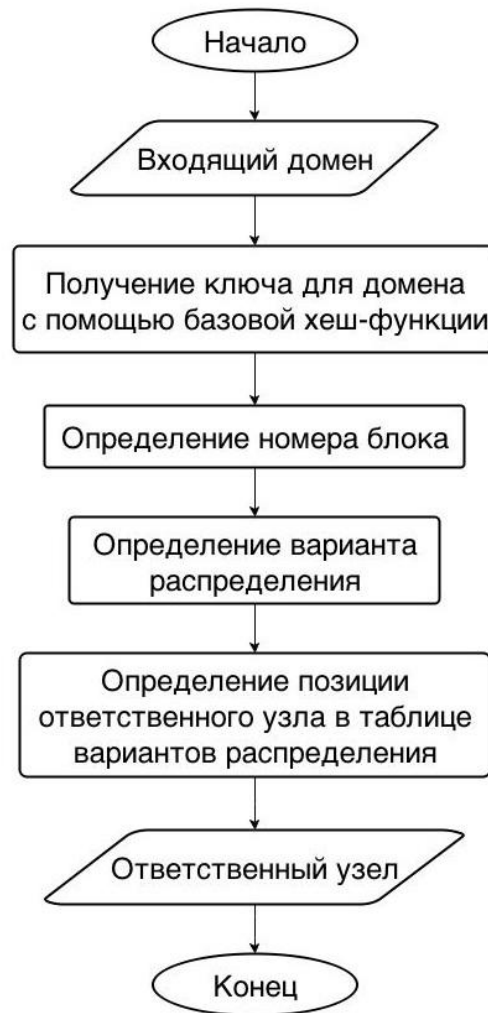 Начало
Входящий домен
Получение ключа для домена
с помощью базовой хеш-функции
Определение номера блока
Определение варианта
распределения
Определение позиции
ответственного узла в таблице
вариантов распределения
Ответственный узел
Конец